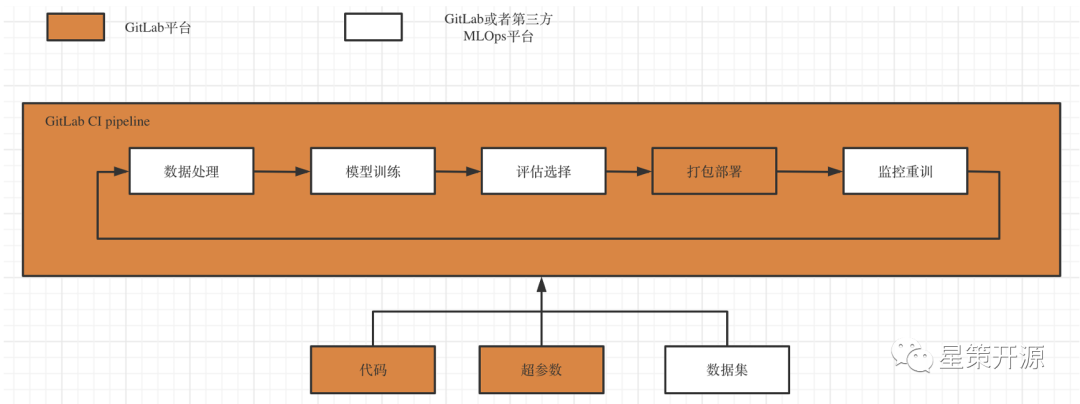 GitLab平台
GitLab或者第三方
MLOps平台
GitLab CI pipeline
数据处理
模型训练
评估选择
打包部署
监控重训
代码
超参数
数据集
星策开源